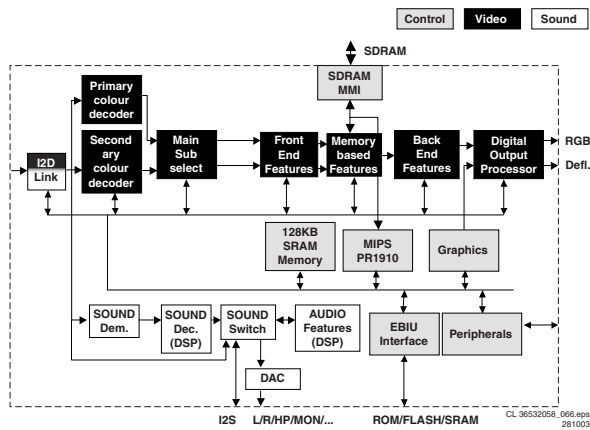 Control
Video
Sound
SDRAM
SDRAM
MMI
Primary
colour
decoder
Second
ary
colour
decoder
I2D
Link
Main
Sub
select
Front
End
Features
Memory
based
Features
Back
End
Features
Digital
Output
Processor
RGB
Defl.
128KB
SRAM
Memory
MIPS
PR1910
Graphics
SOUND
Dem.
SOUND
Dec.
(DSP)
SOUND
Switch
AUDIO
Features
(DSP)
EBIU
Interface
Peripherals
DAC
I2S
L/R/HP/MON/...
ROM/FLASH/SRAM
CL 36532058_066.eps
281003